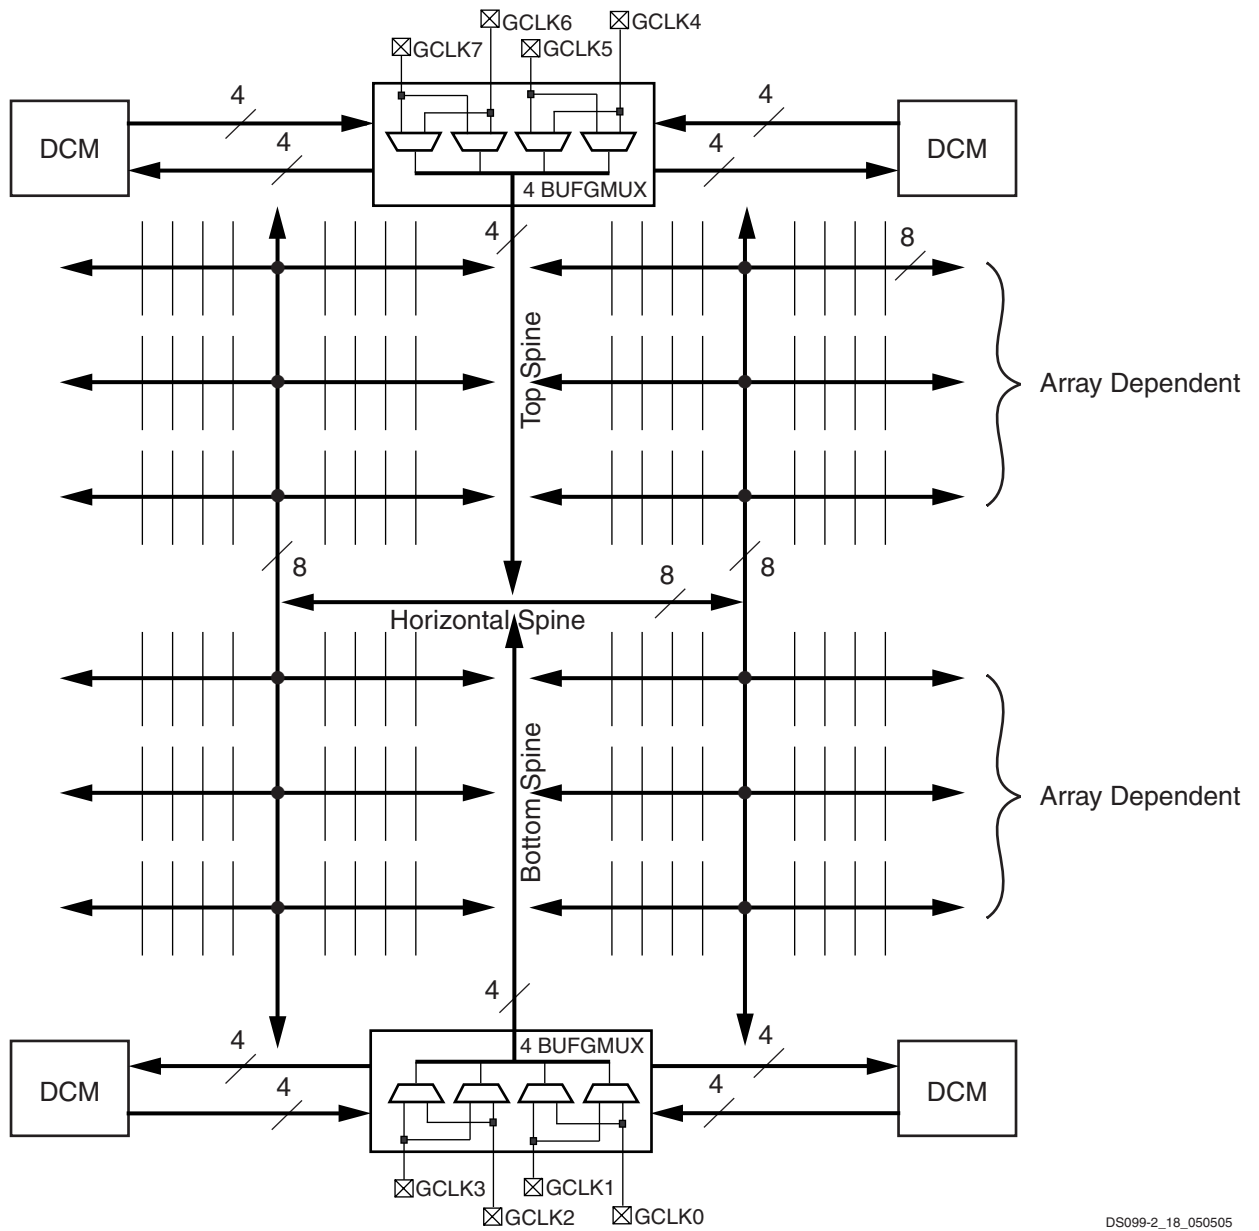 GCLK6
GCLK4
GCLK7
GCLK5
4
4
DCM
DCM
4
4
4 BUFGMUX
4
8
Top Spine
Array Dependent
8
8
8
Horizontal Spine
Bottom Spine
Array Dependent
4
4 BUFGMUX
4
4
DCM
DCM
4
4
GCLK3
GCLK1
GCLK2
GCLK0
DS099-2_18_050505